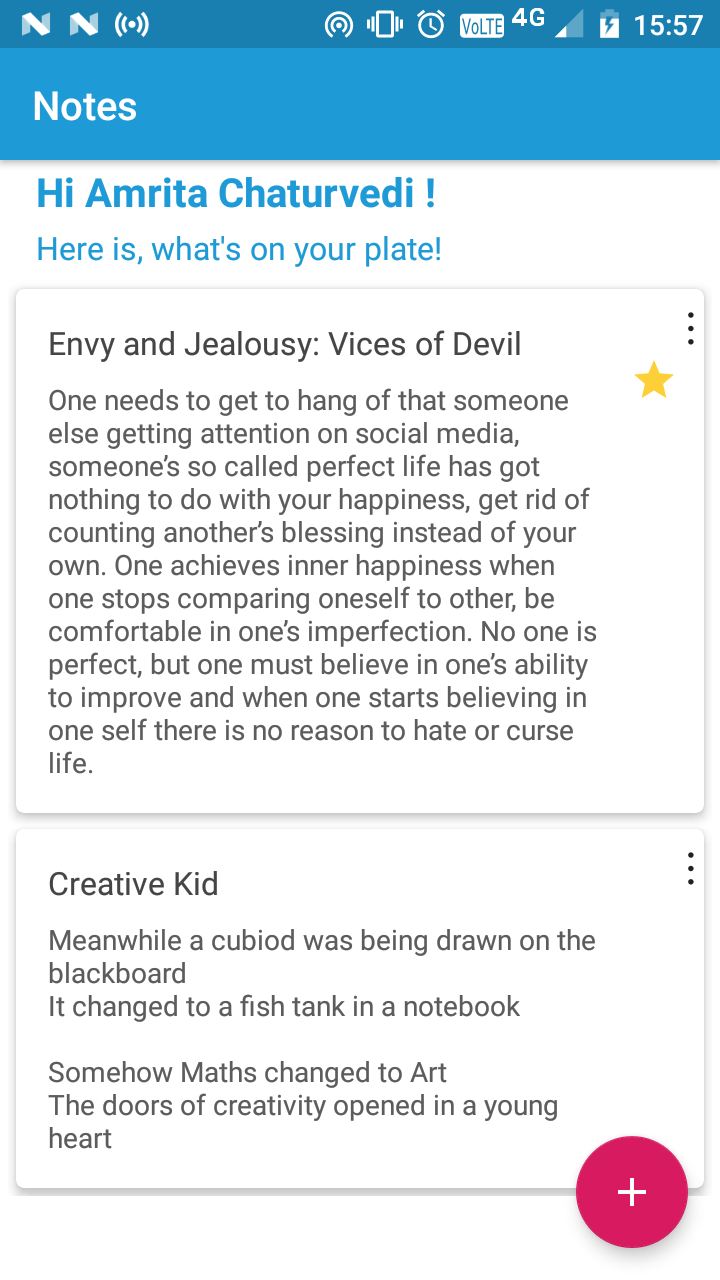 VoLTE 4G 15:57
Notes
Hi Amrita Chaturvedi !
Here is, what's on your plate!
Envy and Jealousy: Vices of Devil
One needs to get to hang of that someone
else getting attention on social media,
someone’s so called perfect life has got
nothing to do with your happiness, get rid of
counting another’s blessing instead of your
own. One achieves inner happiness when
one stops comparing oneself to other, be
comfortable in one’s imperfection. No one is
perfect, but one must believe in one’s ability
to improve and when one starts believing in
one self there is no reason to hate or curse
life.
Creative Kid
Meanwhile a cubiod was being drawn on the
blackboard
It changed to a fish tank in a notebook
Somehow Maths changed to Art
The doors of creativity opened in a young
heart
+